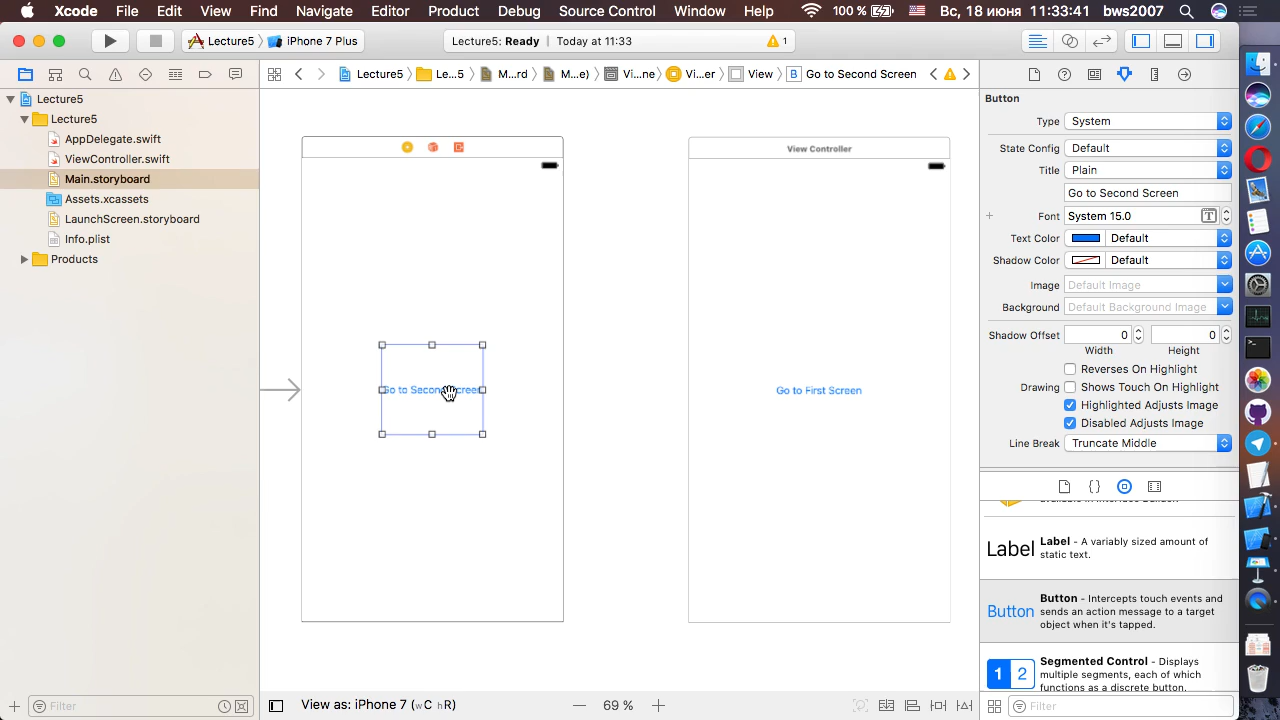 Xcode File Edit View Find Navigate Editor Product Debug Source Control Window Help 100 % Вс, 18 июня 11:33:41 bws2007
Lecture5 iPhone 7 Plus Lecture5: Ready Today at 11:33 1
Lecture5 Le...5 M...rd M...e) Vi...ne Vi...er View B Go to Second Screen
Lecture5
Lecture5
AppDelegate.swift
ViewController.swift
Main.storyboard
Assets.xcassets
LaunchScreen.storyboard
Info.plist
Products
Filter
View Controller
Go to Second Screen
Go to First Screen
View as: iPhone 7 (wC hR)
69 %
Button
Type System
State Config Default
Title Plain
Go to Second Screen
Font System 15.0 T
Text Color Default
Shadow Color Default
Image Default Image
Background Default Background Image
Shadow Offset 0 0
Width Height
Reverses On Highlight
Drawing Shows Touch On Highlight
Highlighted Adjusts Image
Disabled Adjusts Image
Line Break Truncate Middle
Label Label - A variably sized amount of
static text.
Button Button - Intercepts touch events and
sends an action message to a target
object when it's tapped.
1 2 Segmented Control - Displays
multiple segments, each of which
functions as a discrete button.
Filter